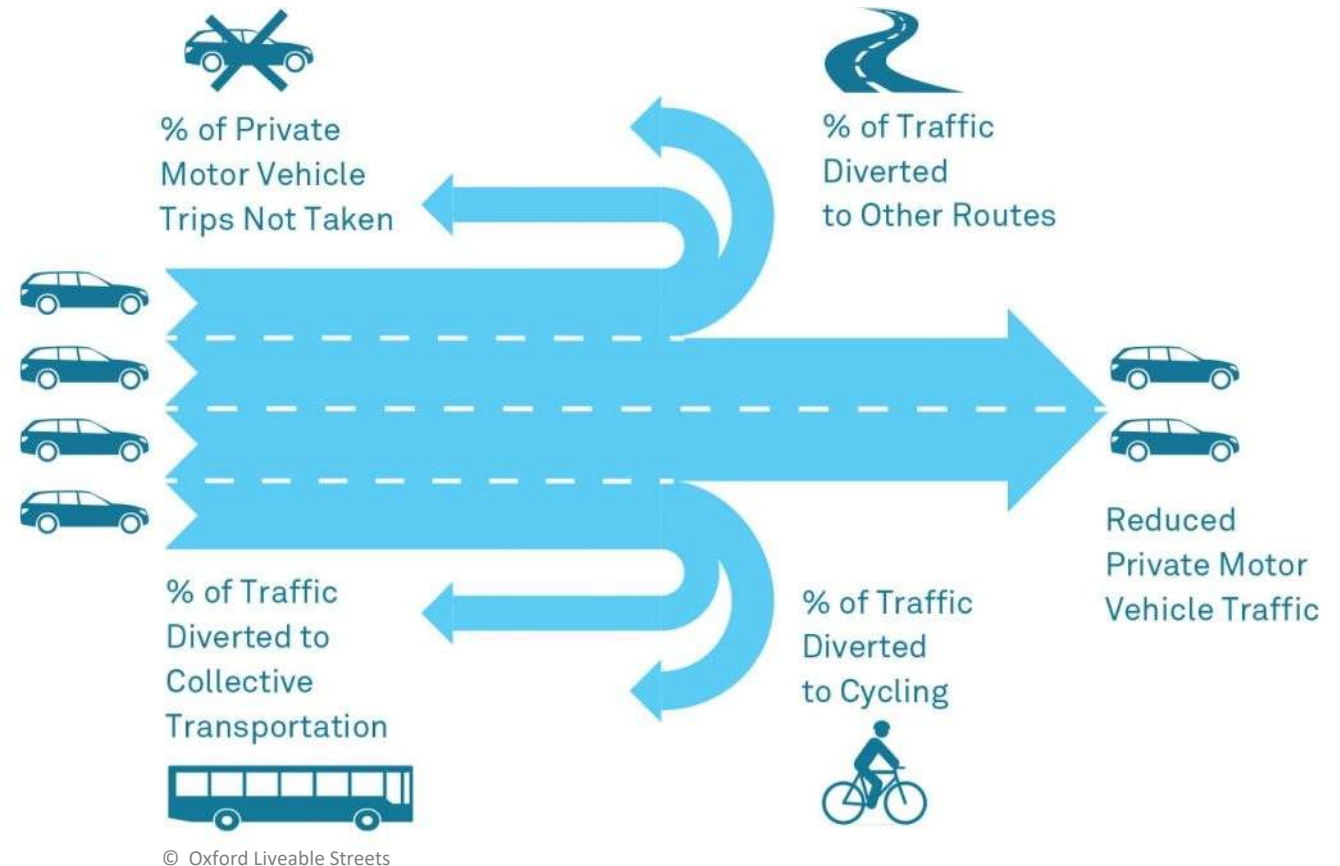 % of Private
Motor Vehicle
Trips Not Taken
% of Traffic
Diverted
to Other Routes
Reduced
Private Motor
Vehicle Traffic
% of Traffic
Diverted to
Collective
Transportation
% of Traffic
Diverted
to Cycling
© Oxford Liveable Streets